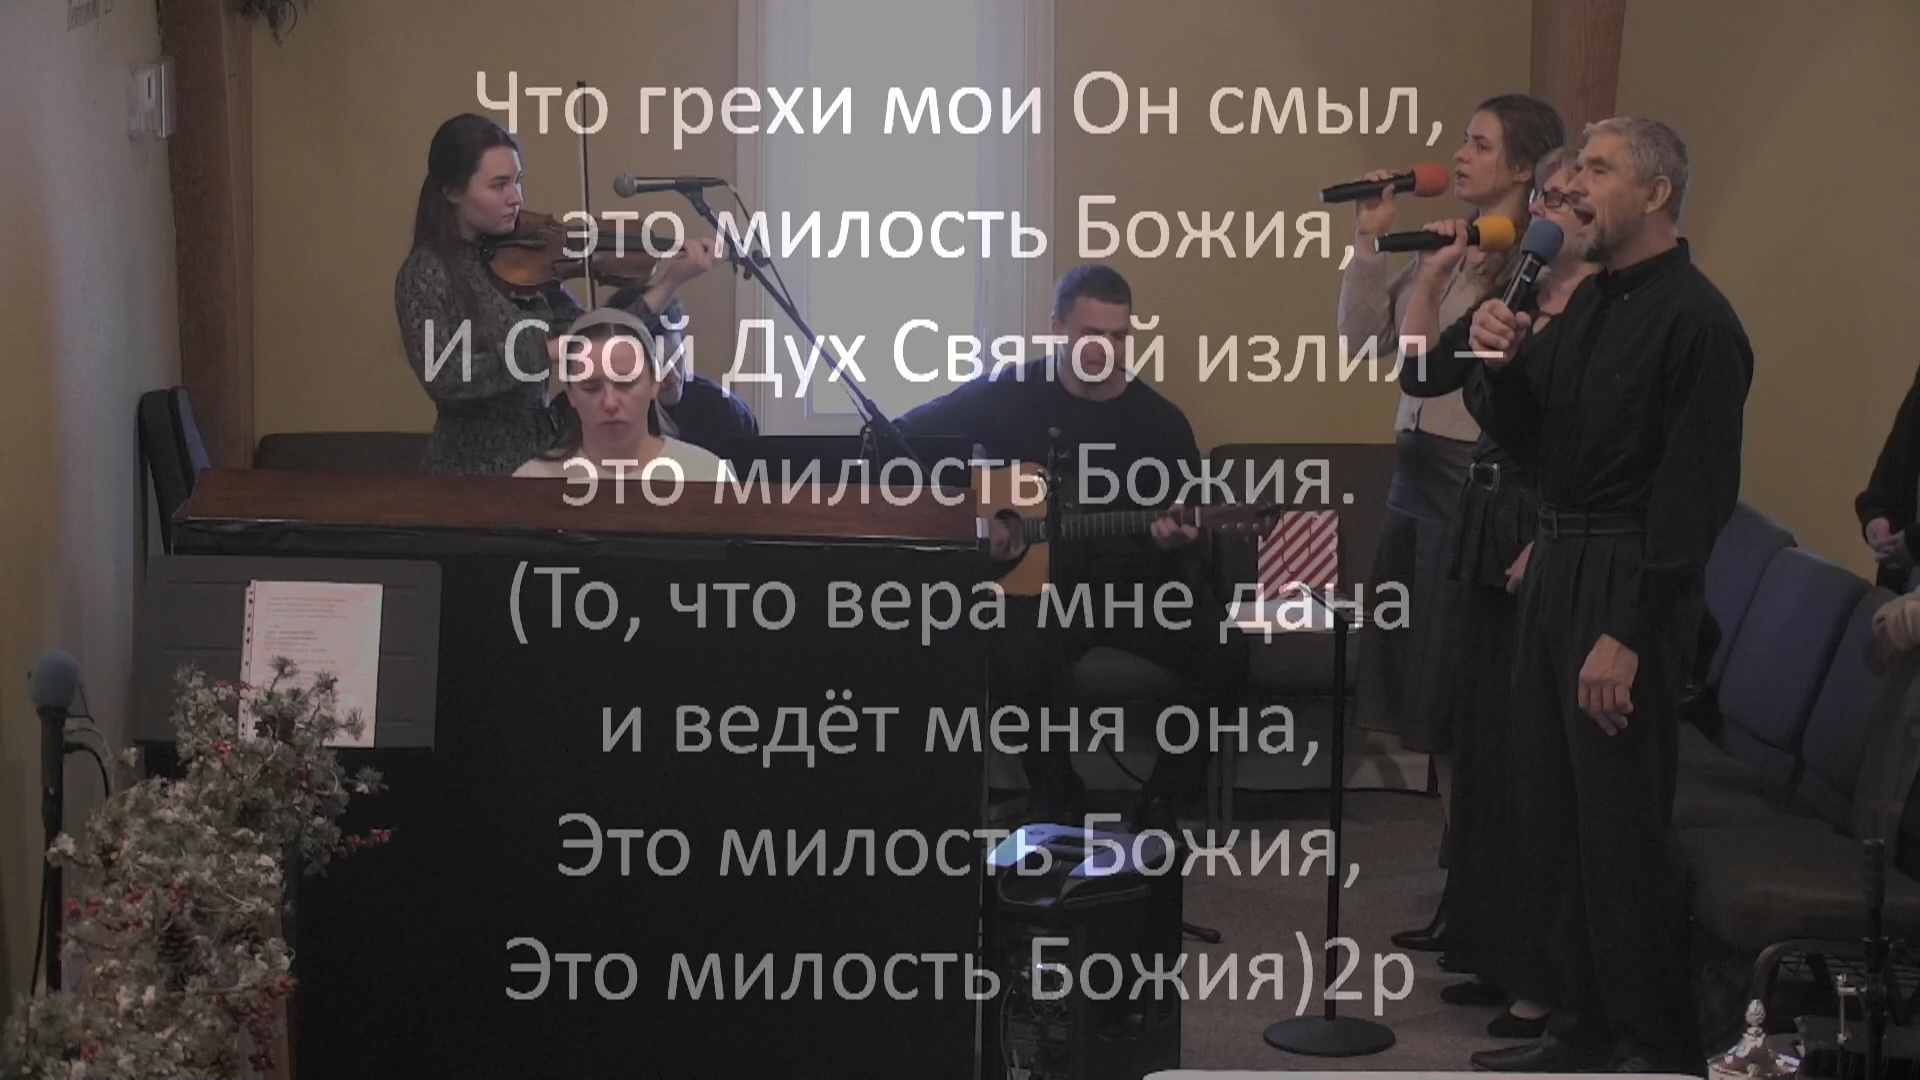 Что грехи мои Он смыл,
это милость Божия,
И Свой Дух Святой излил –
это милость Божия.
(То, что вера мне дана
и ведёт меня она,
Это милость Божия,
Это милость Божия)2р